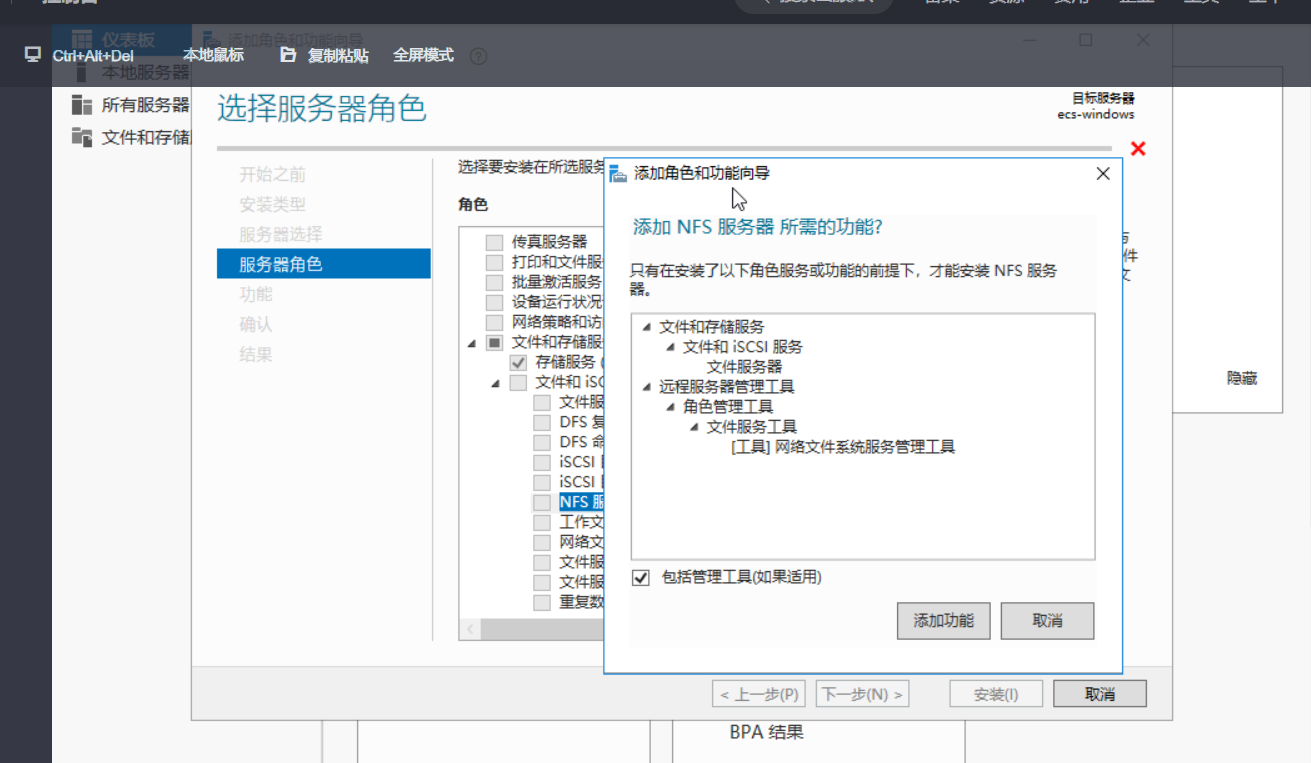 控制台
Ctrl+Alt+Del 本地鼠标 复制粘贴 全屏模式 ?
仪表板
本地服务器
所有服务器
文件和存储
添加角色和功能向导
选择服务器角色
目标服务器
ecs-windows
开始之前
安装类型
服务器选择
服务器角色
功能
确认
结果
选择要安装在所选服务
角色
传真服务器
打印和文件服
批量激活服务
设备运行状况
网络策略和访
文件和存储服
存储服务 (
文件和 iSC
文件服
DFS 复
DFS 命
iSCSI
iSCSI
NFS 服
工作文
网络文
文件服
文件服
重复数
添加角色和功能向导
添加 NFS 服务器 所需的功能?
只有在安装了以下角色服务或功能的前提下，才能安装 NFS 服务
器。
文件和存储服务
文件和 iSCSI 服务
文件服务器
远程服务器管理工具
角色管理工具
文件服务工具
[工具] 网络文件系统服务管理工具
包括管理工具(如果适用)
添加功能 取消
件
文
隐藏
< 上一步(P) 下一步(N) > 安装(I) 取消
BPA 结果